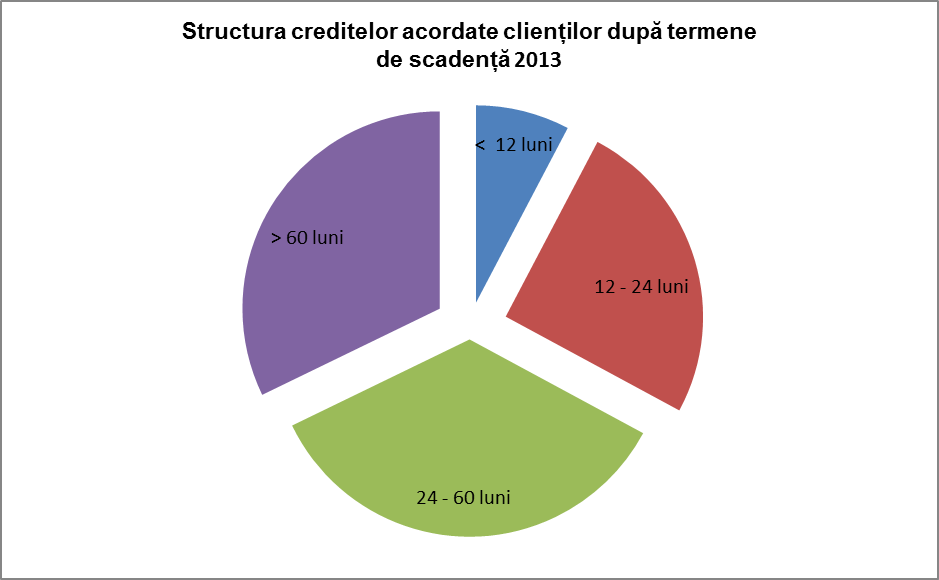 Structura creditelor acordate clienților după termene
de scadență 2013
< 12 luni
12 - 24 luni
24 - 60 luni
> 60 luni